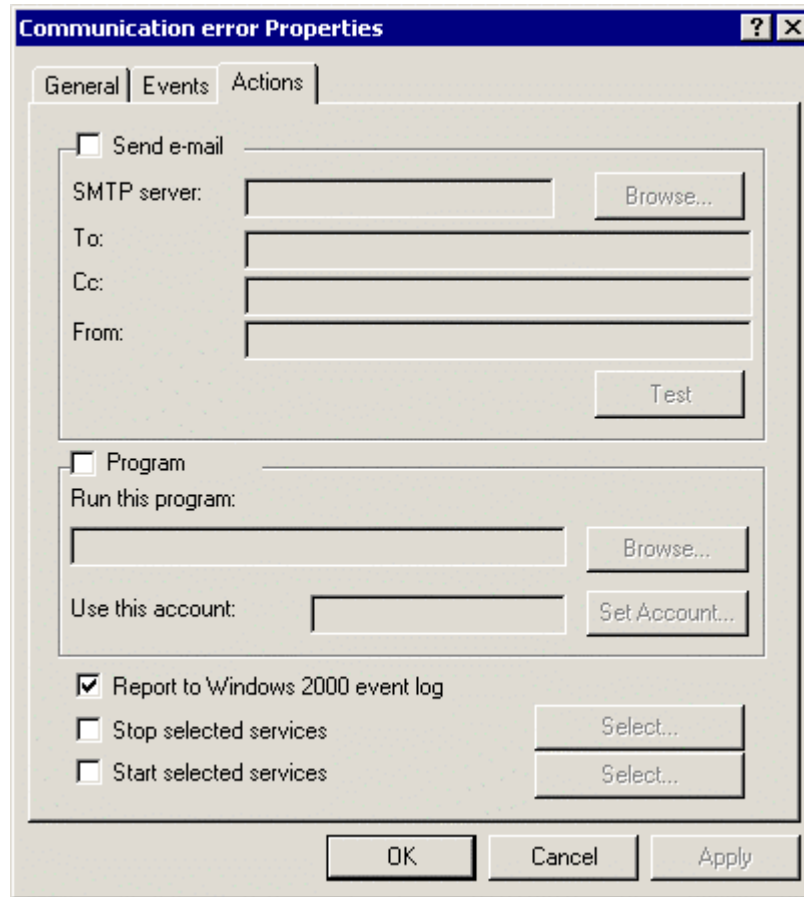 Communication error Properties
General Events Actions
Send e-mail
SMTP server: Browse...
To:
Cc:
From:
Test
Program
Run this program:
Browse...
Use this account: Set Account...
Report to Windows 2000 event log
Stop selected services Select...
Start selected services Select...
OK Cancel Apply